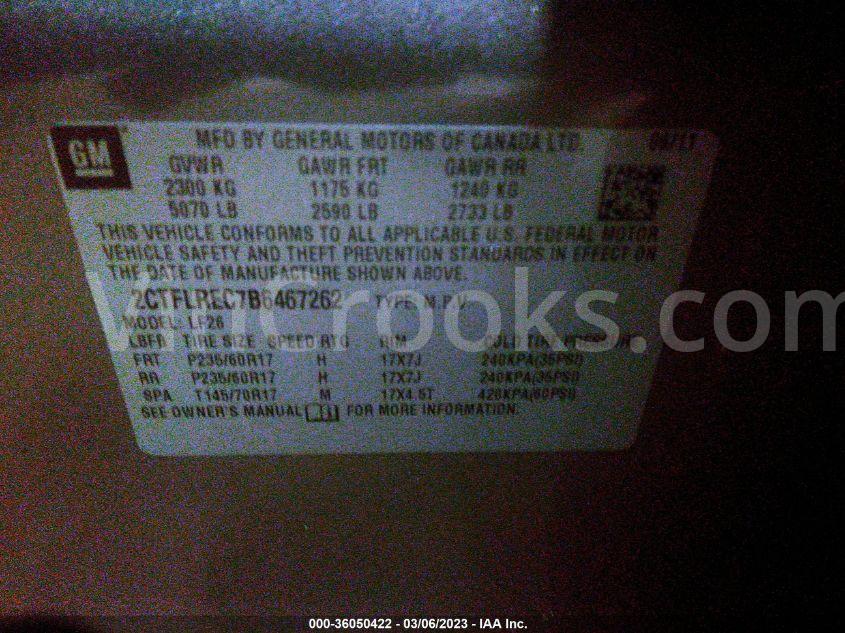 GM
MFD BY GENERAL MOTORS OF CANADA LTD.
GVWR GAWR FRT GAWR RR
2300 KG 1175 KG 1240 KG
5070 LB 2590 LB 2733 LB
THIS VEHICLE CONFORMS TO ALL APPLICABLE U.S. FEDERAL MOTOR
VEHICLE SAFETY AND THEFT PREVENTION STANDARDS IN EFFECT ON
THE DATE OF MANUFACTURE SHOWN ABOVE.
2CTFLREC7B6467262 TYPE: M.P.V.
MODEL: LF26
TIRE SIZE SPEED RTG RIM COLD TIRE PRESSURE
FRT P235/60R17 H 17X7J 240KPA(35PSI)
RR P235/60R17 H 17X7J 240KPA(35PSI)
SPA T145/70R17 M 17X4.5T 420KPA(60PSI)
SEE OWNER'S MANUAL FOR MORE INFORMATION.
000-36050422 - 03/06/2023 - IAA Inc.